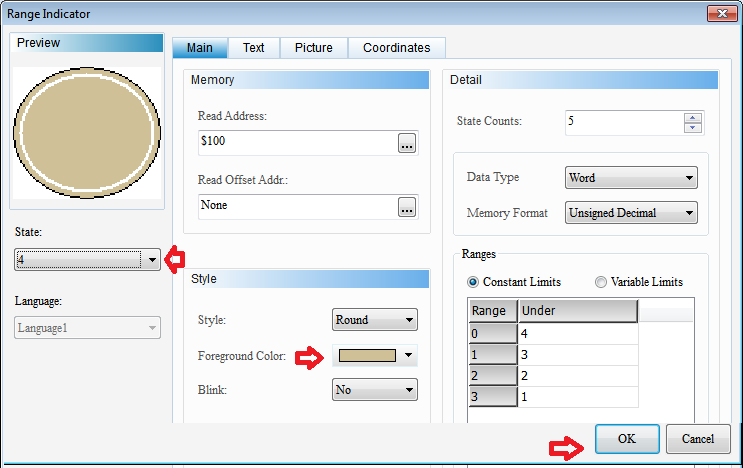 Range Indicator
Preview
State:
4
Language:
Language1
Main Text Picture Coordinates
Memory
Read Address:
$100 ...
Read Offset Addr.:
None ...
Style
Style: Round
Foreground Color:
Blink: No
Detail
State Counts: 5
Data Type Word
Memory Format Unsigned Decimal
Ranges
Constant Limits Variable Limits
Range Under
0 4
1 3
2 2
3 1
OK Cancel